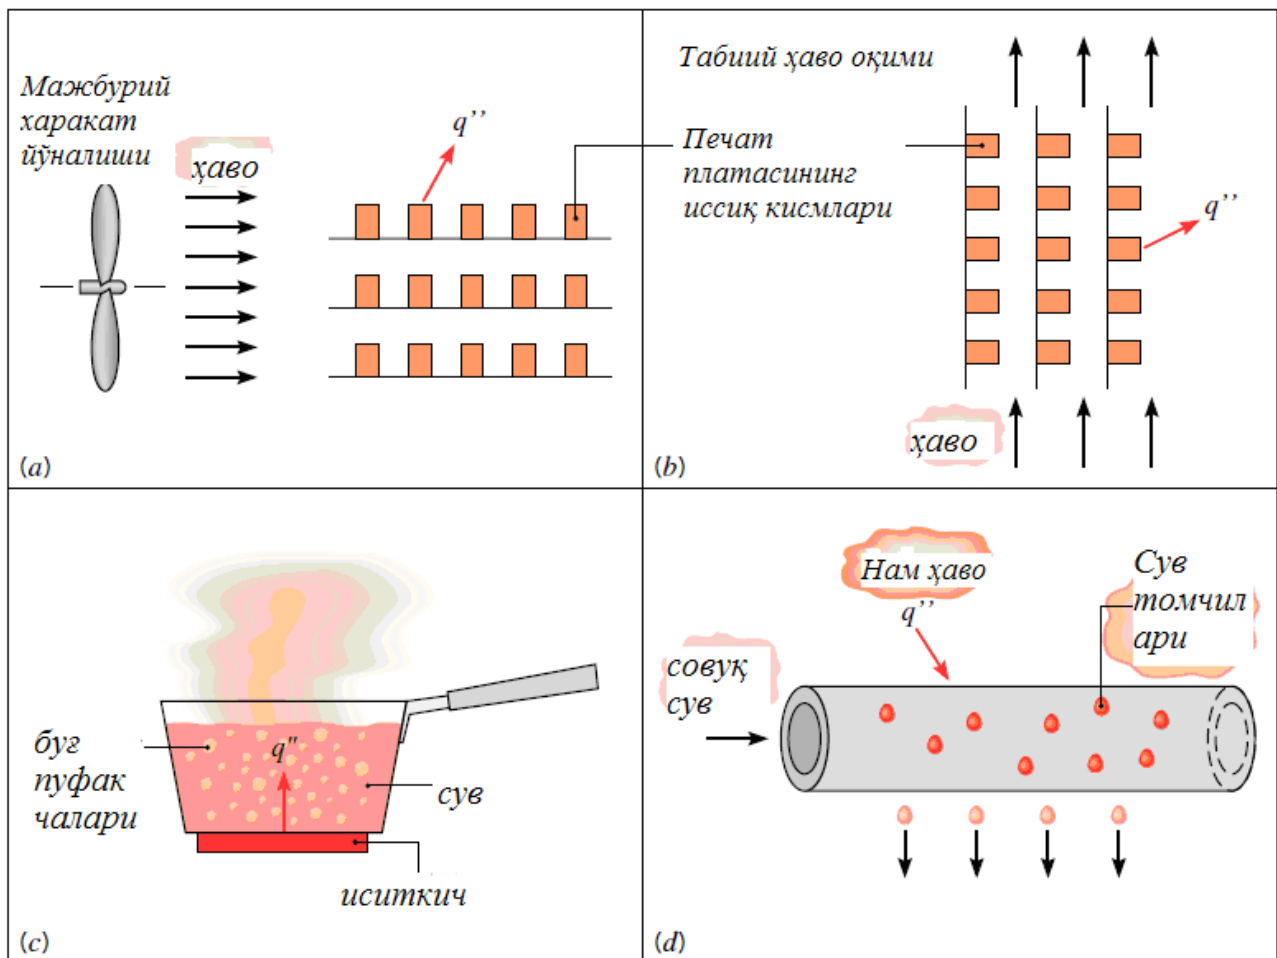 Мажбурий
харакат
йўналиши
ҳаво
q’’
(a)
Табиий ҳаво оқими
Печат
платасининг
иссиқ кисмлари
q’’
ҳаво
(b)
буғ
пуфак
чалари
q"
сув
иситкич
(c)
Нам ҳаво
q’’
Сув
томчил
ари
совуқ
сув
(d)